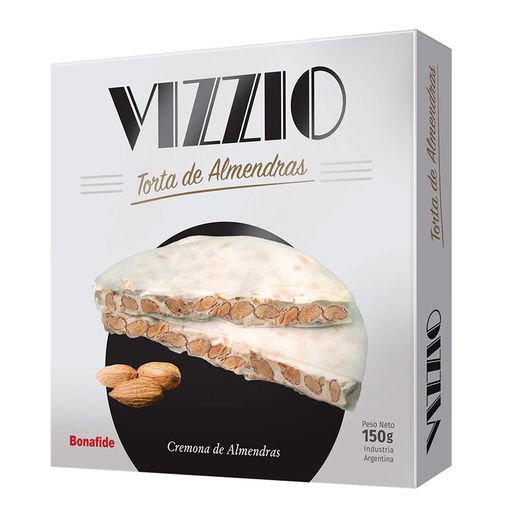 VIZZIO
Torta de Almendras
Bonafide
Cremona de Almendras
Peso Neto
150g
Industria
Argentina
Torta de Almendras
VIZZIO